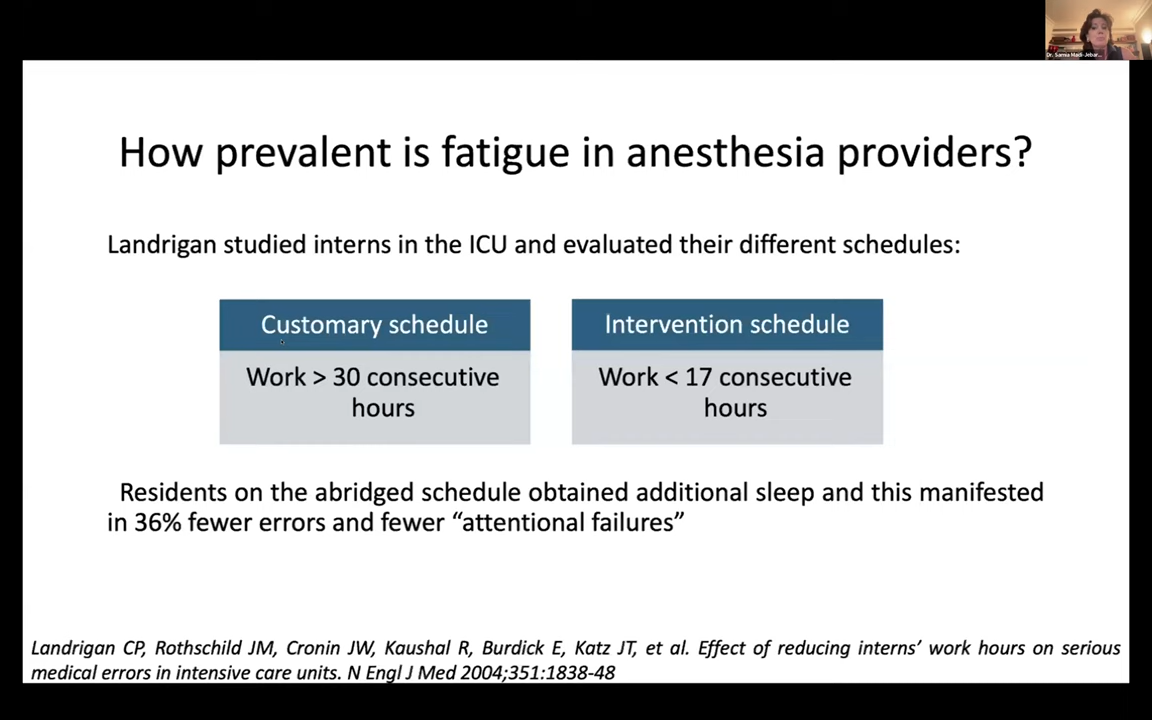 Dr. Samia Madi-Jebar...
How prevalent is fatigue in anesthesia providers?
Landrigan studied interns in the ICU and evaluated their different schedules:
Customary schedule
Work > 30 consecutive
hours
Intervention schedule
Work < 17 consecutive
hours
Residents on the abridged schedule obtained additional sleep and this manifested
in 36% fewer errors and fewer “attentional failures”
Landrigan CP, Rothschild JM, Cronin JW, Kaushal R, Burdick E, Katz JT, et al. Effect of reducing interns’ work hours on serious
medical errors in intensive care units. N Engl J Med 2004;351:1838-48